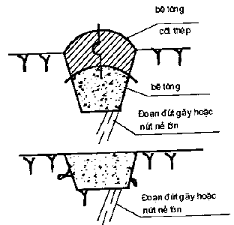 bê tông
cốt thép
bê tông
Đoạn đứt gãy hoặc
nứt nẻ lớn
Đoạn đứt gãy hoặc
nứt nẻ lớn